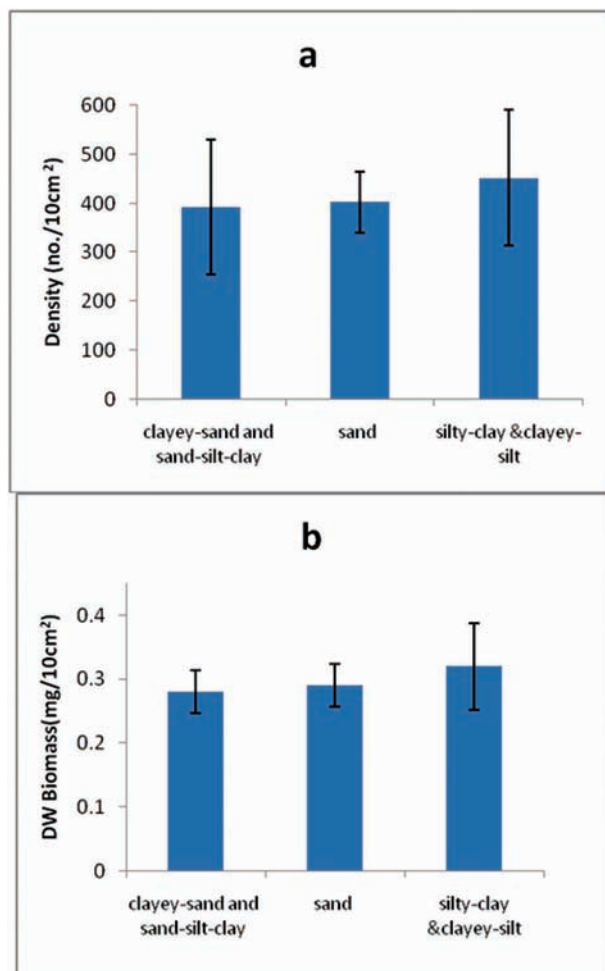 a
600
500
400
300
200
100
0
Density (no./10cm²)
clayey-sand and
sand-silt-clay
sand
silty-clay &clayey-
silt
b
0.4
0.3
0.2
0.1
0
DW Biomass(mg/10cm²)
clayey-sand and
sand-silt-clay
sand
silty-clay
&clayey-silt